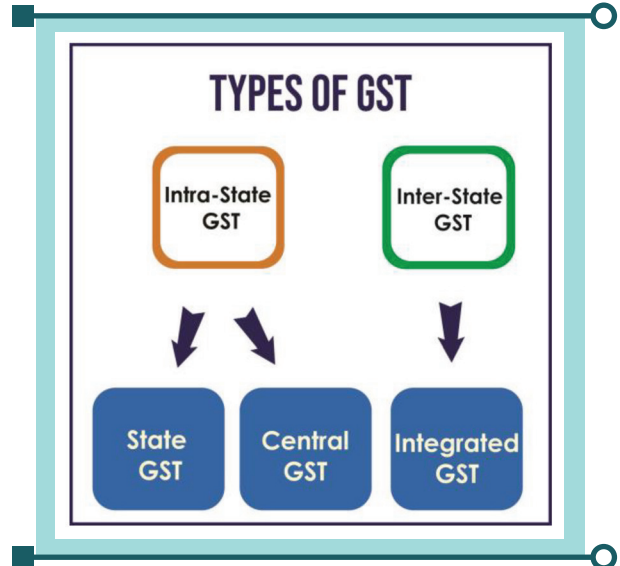 TYPES OF GST
Intra-State
GST
Inter-State
GST
State
GST
Central
GST
Integrated
GST